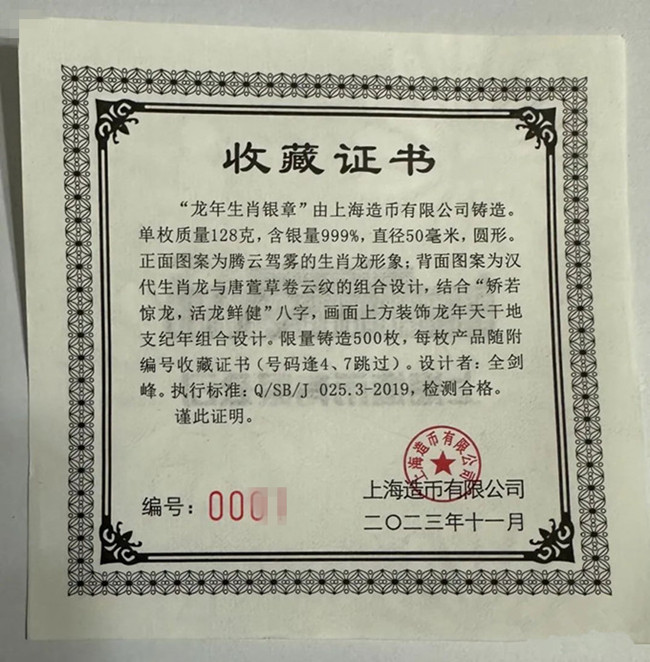 收藏证书
“龙年生肖银章”由上海造币有限公司铸造。
单枚质量128克，含银量999‰，直径50毫米，圆形。
正面图案为腾云驾雾的生肖龙形象；背面图案为汉
代生肖龙与唐萱草卷云纹的组合设计，结合“矫若
惊龙，活龙鲜健”八字，画面上方装饰龙年天干地
支纪年组合设计。限量铸造500枚，每枚产品随附
编号收藏证书（号码逢4、7跳过）。设计者：全剑
峰。执行标准：Q/SB/J 025.3-2019，检测合格。
谨此证明。
上海造币有限公司
上海造币有限公司
编号：000
二〇二三年十一月